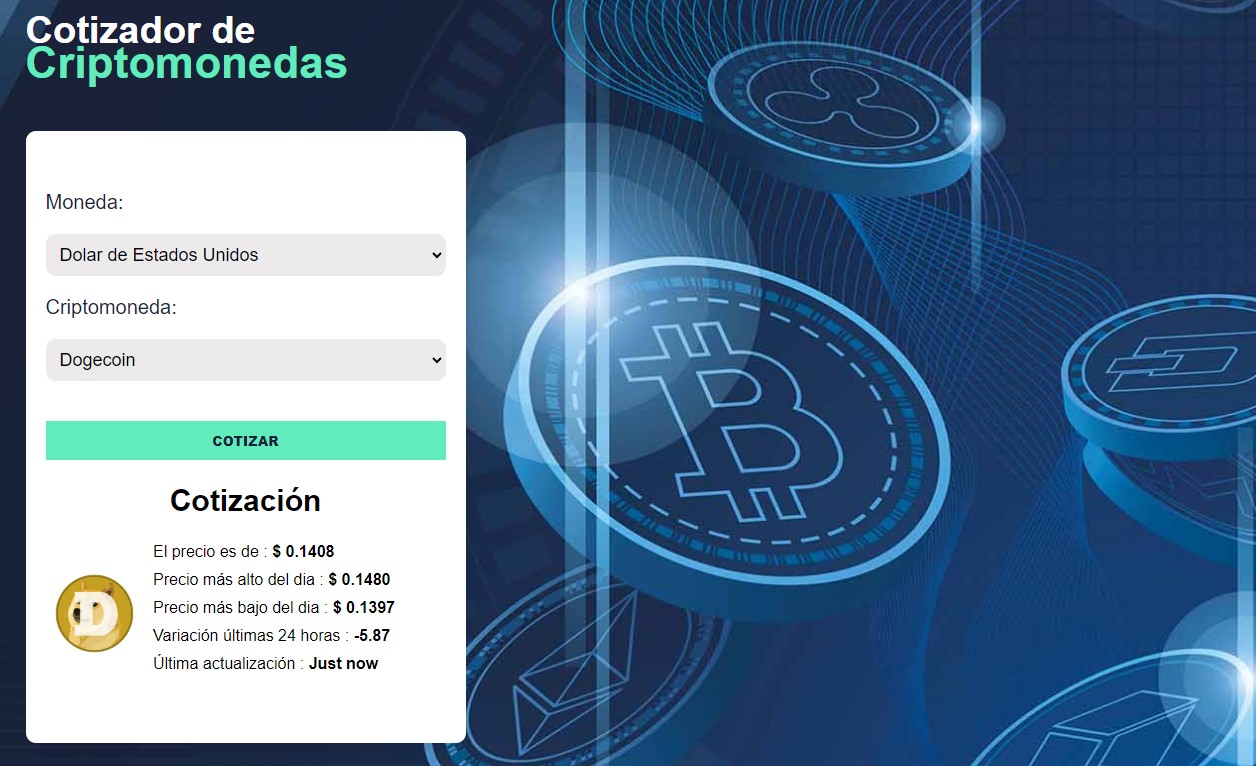 Cotizador de
Criptomonedas
Moneda:
Dolar de Estados Unidos
Criptomoneda:
Dogecoin
COTIZAR
Cotización
El precio es de : $ 0.1408
Precio más alto del dia : $ 0.1480
Precio más bajo del dia : $ 0.1397
Variación últimas 24 horas : -5.87
Última actualización : Just now